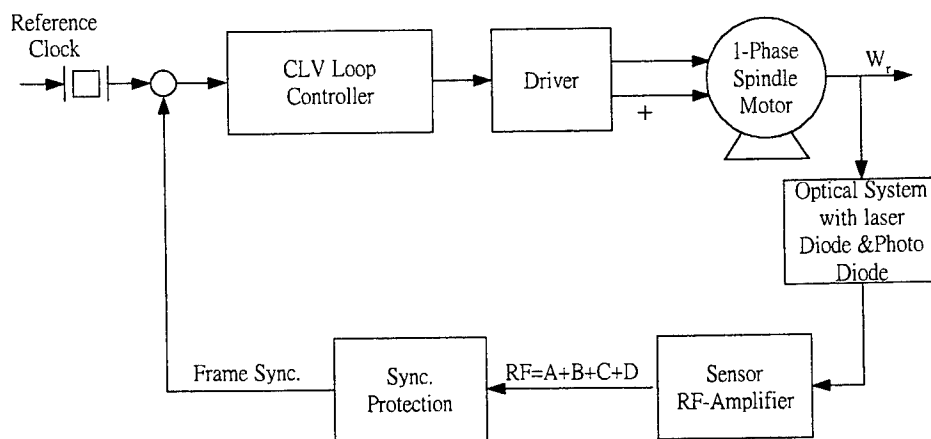 Reference
Clock
CLV Loop
Controller
Driver
+
1-Phase
Spindle
Motor
Wr
Optical System
with laser
Diode &Photo
Diode
Frame Sync.
Sync.
Protection
RF=A+B+C+D
Sensor
RF-Amplifier